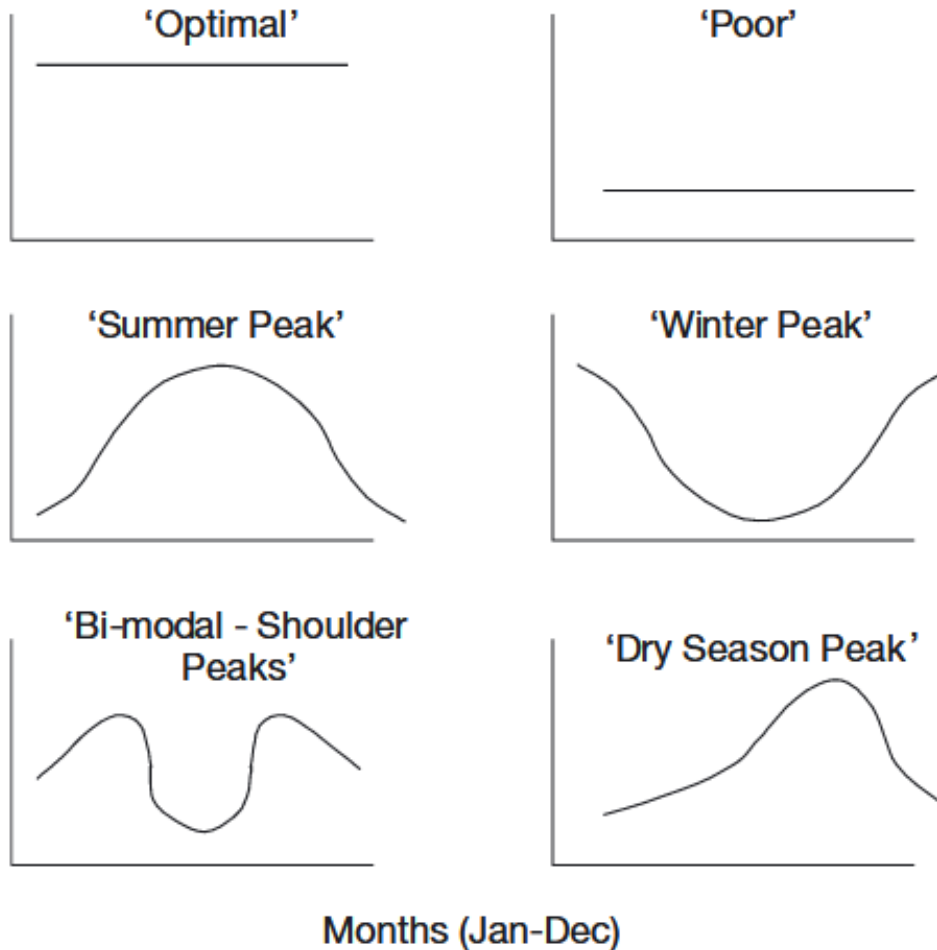 ‘Optimal’
‘Poor’
‘Summer Peak’
‘Winter Peak’
‘Bi-modal - Shoulder
Peaks’
‘Dry Season Peak’
Months (Jan-Dec)